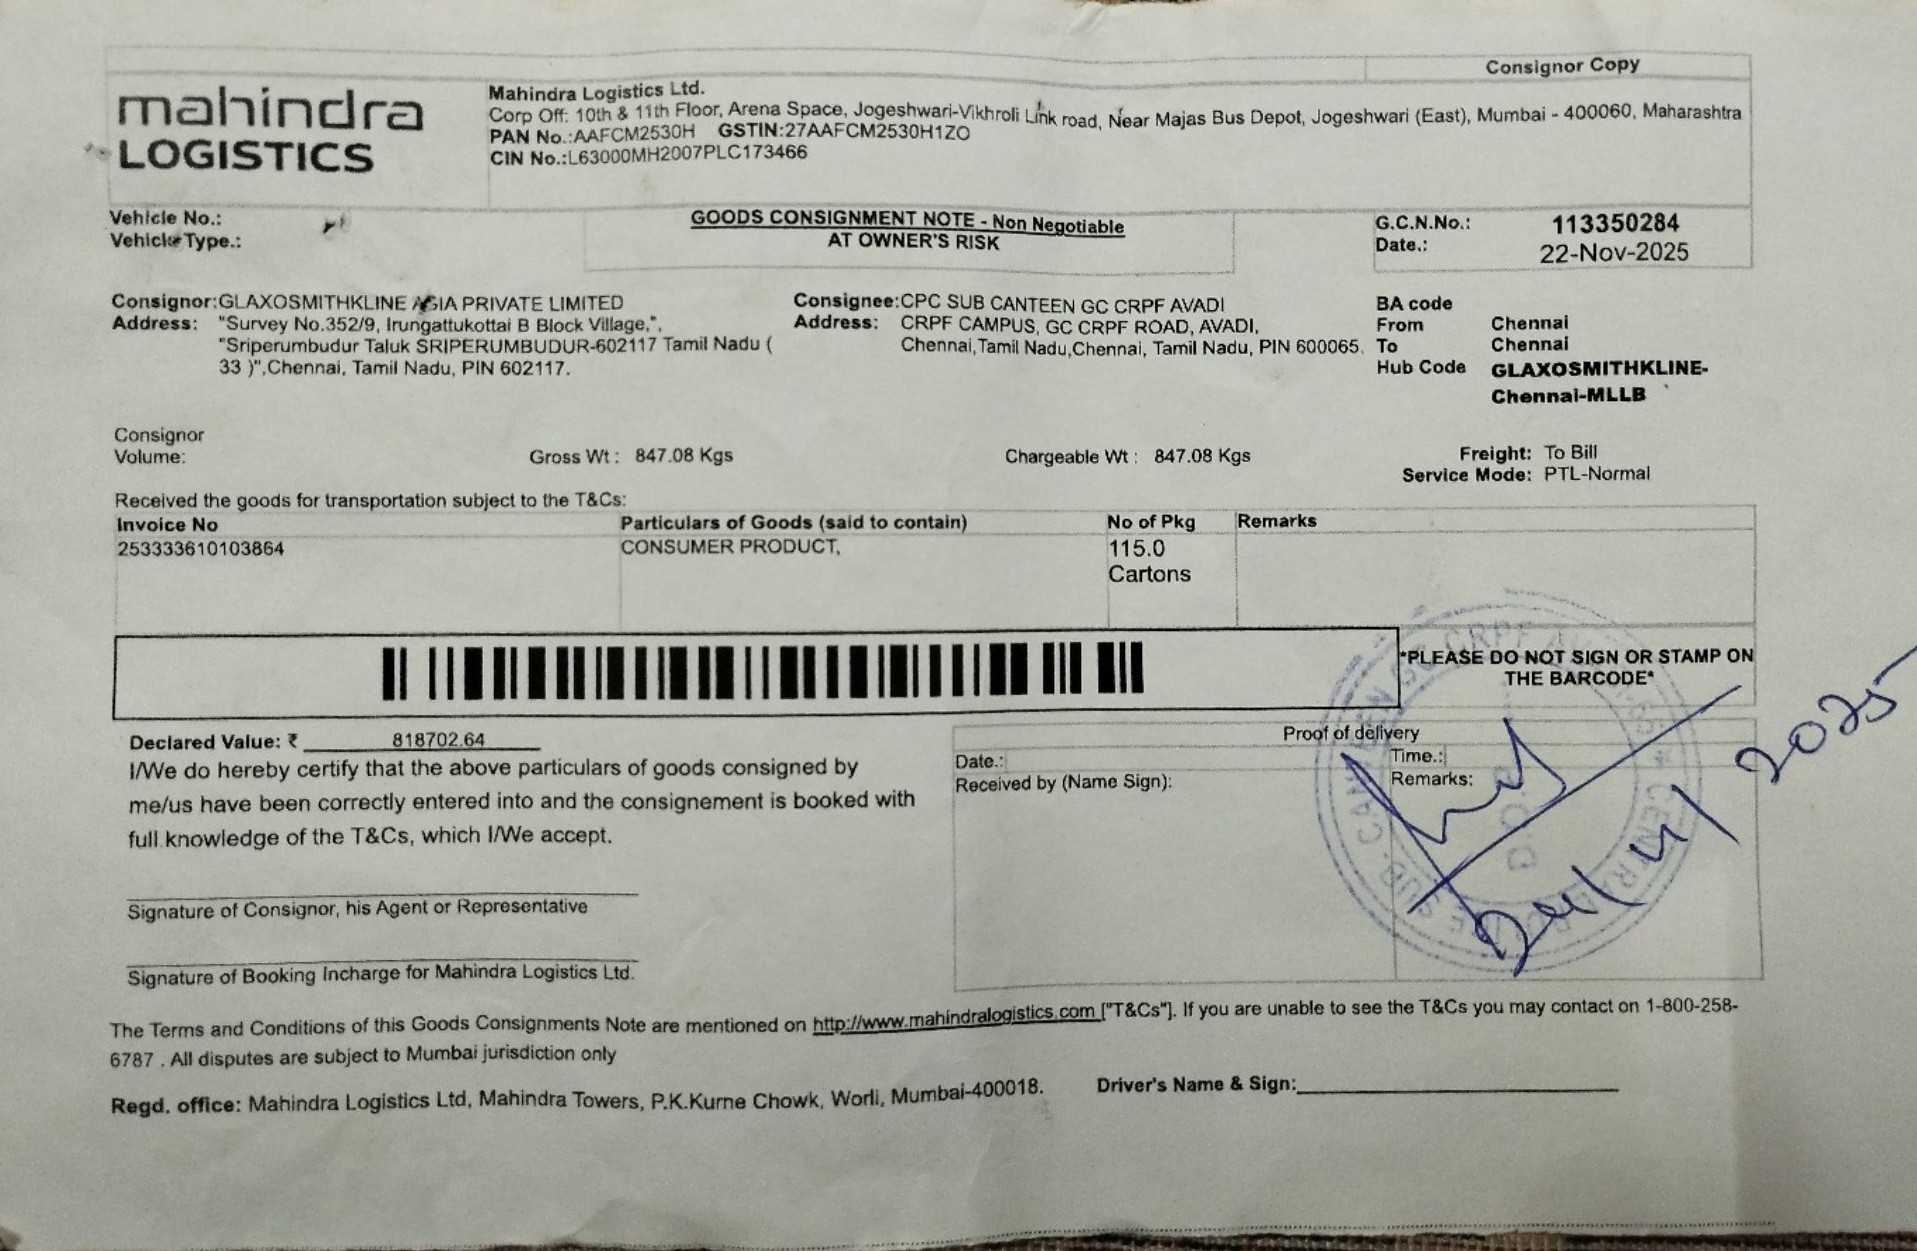 Consignor Copy
mahindra
LOGISTICS
Mahindra Logistics Ltd.
Corp Off: 10th & 11th Floor, Arena Space, Jogeshwari-Vikhroli Link road, Near Majas Bus Depot, Jogeshwari (East), Mumbai - 400060, Maharashtra
PAN No.:AAFCM2530H GSTIN:27AAFCM2530H1ZO
CIN No.:L63000MH2007PLC173466
Vehicle No.:
Vehicle Type.:
GOODS CONSIGNMENT NOTE - Non Negotiable
AT OWNER'S RISK
G.C.N.No.: 113350284
Date.: 22-Nov-2025
Consignor:GLAXOSMITHKLINE ASIA PRIVATE LIMITED
Address: "Survey No.352/9, Irungattukottai B Block Village,",
"Sriperumbudur Taluk SRIPERUMBUDUR-602117 Tamil Nadu (
33 )",Chennai, Tamil Nadu, PIN 602117.
Consignee:CPC SUB CANTEEN GC CRPF AVADI
Address: CRPF CAMPUS, GC CRPF ROAD, AVADI,
Chennai,Tamil Nadu,Chennai, Tamil Nadu, PIN 600065.
BA code
From Chennai
To Chennai
Hub Code GLAXOSMITHKLINE-
Chennai-MLLB
Consignor
Volume:
Gross Wt : 847.08 Kgs
Chargeable Wt : 847.08 Kgs
Freight: To Bill
Service Mode: PTL-Normal
Received the goods for transportation subject to the T&Cs:
Invoice No Particulars of Goods (said to contain) No of Pkg Remarks
253333610103864 CONSUMER PRODUCT, 115.0
Cartons
*PLEASE DO NOT SIGN OR STAMP ON
THE BARCODE*
Declared Value: ₹ 818702.64
I/We do hereby certify that the above particulars of goods consigned by
me/us have been correctly entered into and the consignement is booked with
full knowledge of the T&Cs, which I/We accept.
Proof of delivery
Date.: Time.:
Received by (Name Sign): Remarks:
2025
Signature of Consignor, his Agent or Representative
Signature of Booking Incharge for Mahindra Logistics Ltd.
The Terms and Conditions of this Goods Consignments Note are mentioned on http://www.mahindralogistics.com ["T&Cs"]. If you are unable to see the T&Cs you may contact on 1-800-258-
6787 . All disputes are subject to Mumbai jurisdiction only
Regd. office: Mahindra Logistics Ltd, Mahindra Towers, P.K.Kurne Chowk, Worli, Mumbai-400018.
Driver's Name & Sign: